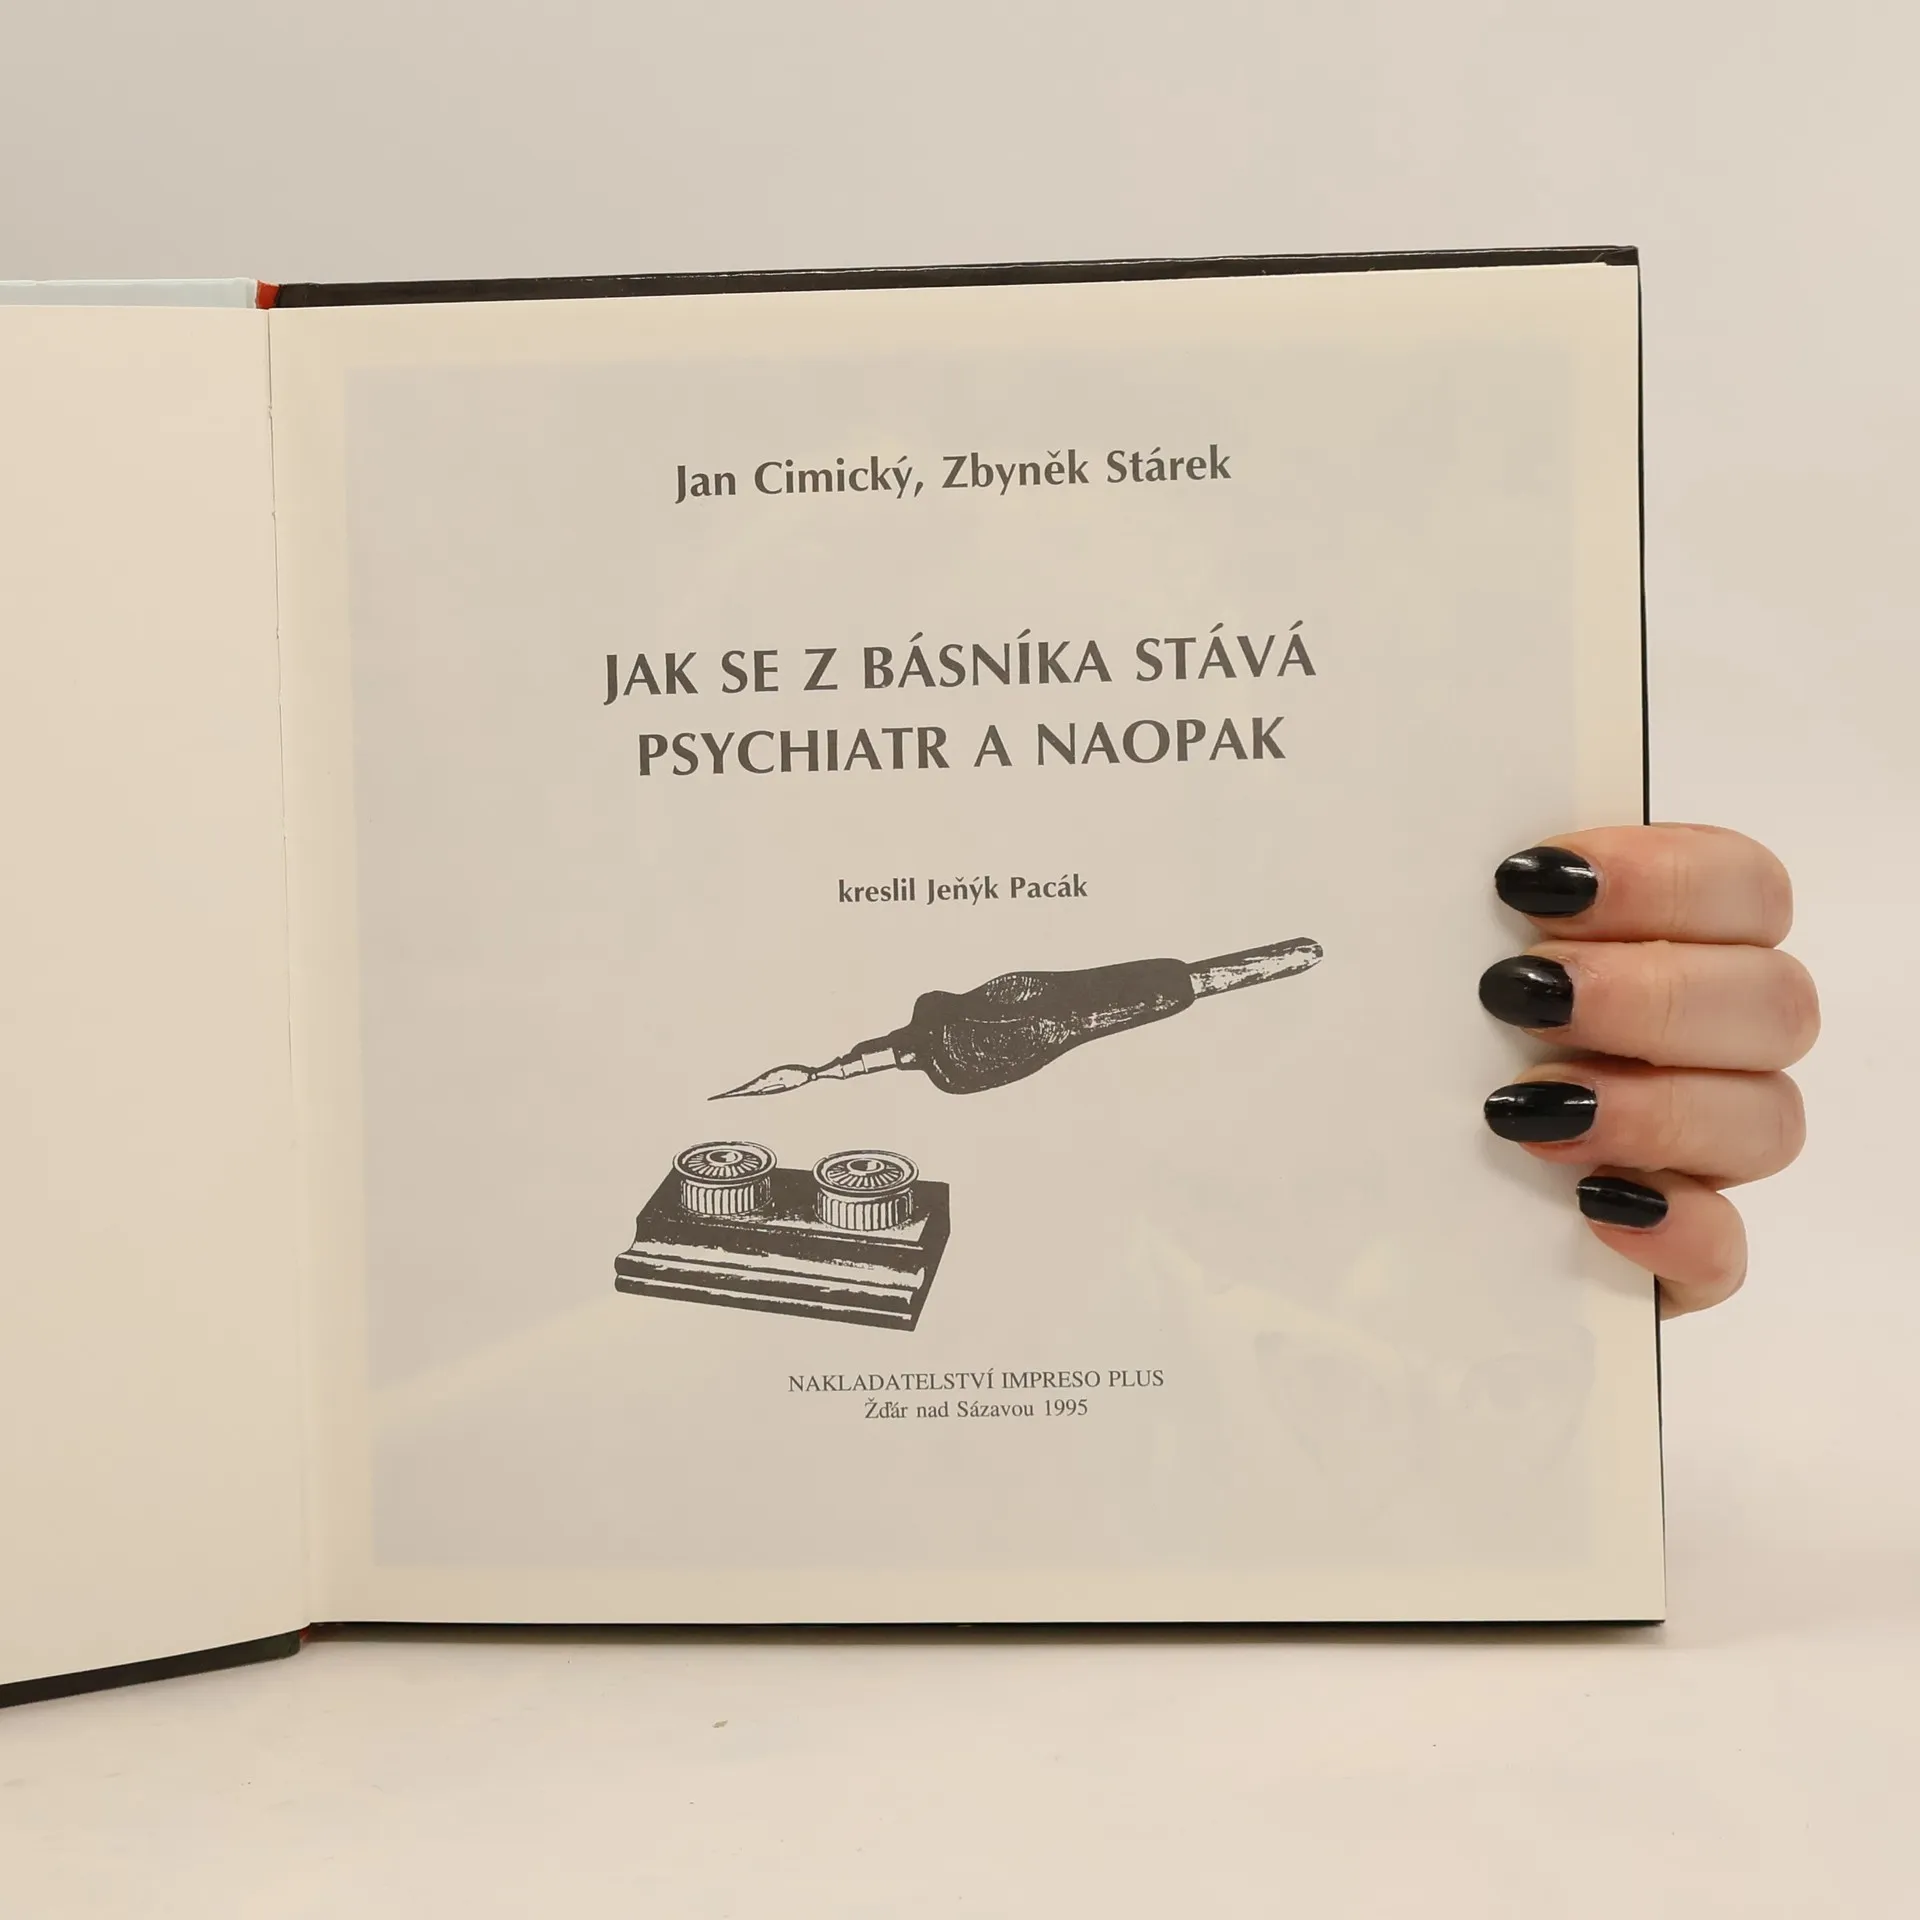 Jan Cimický, Zbyněk Stárek
JAK SE Z BÁSNÍKA STÁVÁ
PSYCHIATR A NAOPAK
kreslil Jeňýk Pacák
NAKLADATELSTVÍ IMPRESO PLUS
Žďár nad Sázavou 1995